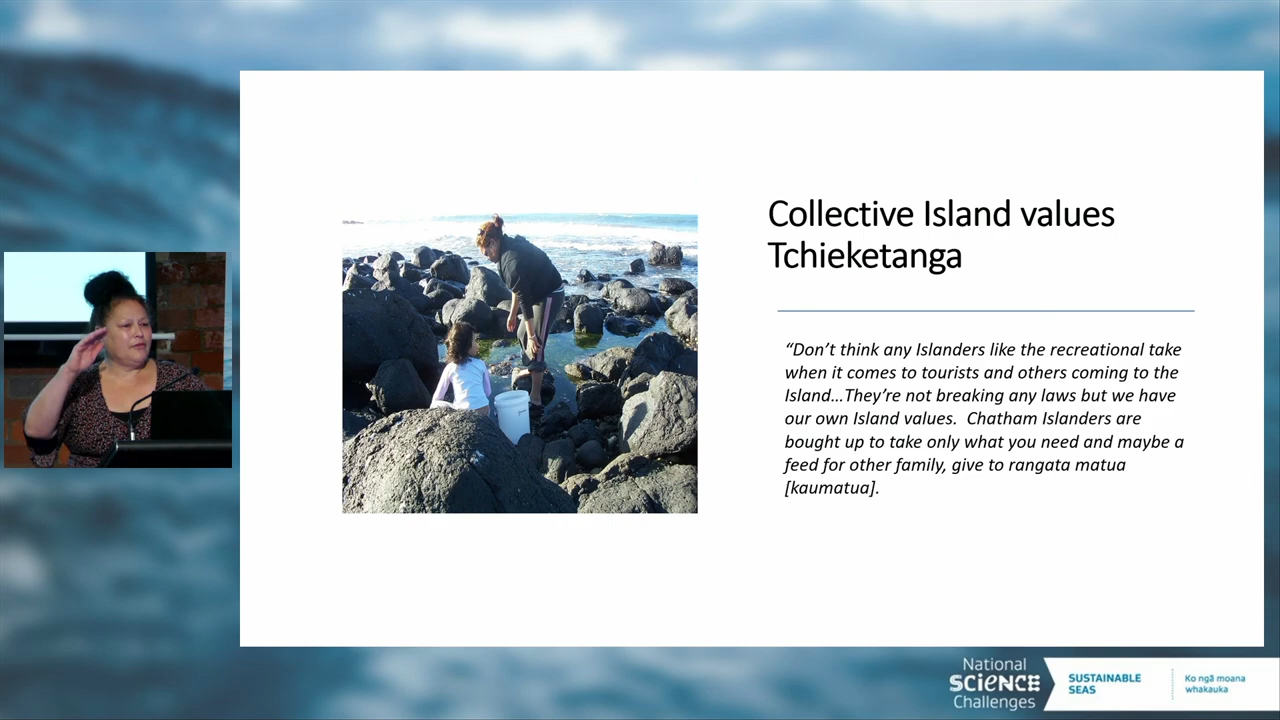 Collective Island values
Tchieketanga
“Don’t think any Islanders like the recreational take
when it comes to tourists and others coming to the
Island…They’re not breaking any laws but we have
our own Island values.  Chatham Islanders are
bought up to take only what you need and maybe a
feed for other family, give to rangata matua
[kaumatua].
National
SCIENCE
Challenges
SUSTAINABLE
SEAS
Ko ngā moana
whakauka